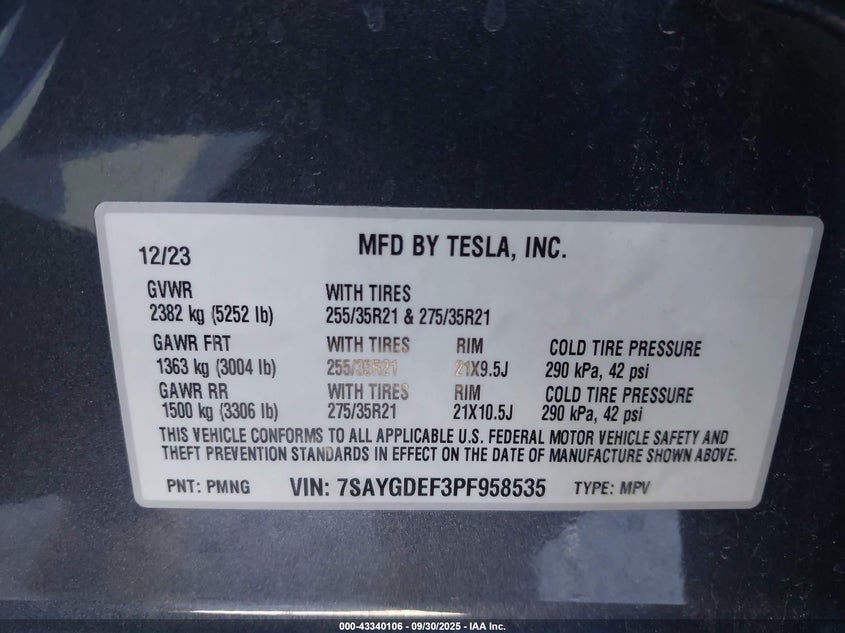 12/23 MFD BY TESLA, INC.
GVWR WITH TIRES
2382 kg (5252 lb) 255/35R21 & 275/35R21
GAWR FRT WITH TIRES RIM COLD TIRE PRESSURE
1363 kg (3004 lb) 255/35R21 21X9.5J 290 kPa, 42 psi
GAWR RR WITH TIRES RIM COLD TIRE PRESSURE
1500 kg (3306 lb) 275/35R21 21X10.5J 290 kPa, 42 psi
THIS VEHICLE CONFORMS TO ALL APPLICABLE U.S. FEDERAL MOTOR VEHICLE SAFETY AND
THEFT PREVENTION STANDARDS IN EFFECT ON THE DATE OF MANUFACTURE SHOWN ABOVE.
PNT: PMNG VIN: 7SAYGDEF3PF958535 TYPE: MPV
000-43340106 - 09/30/2025 - IAA Inc.